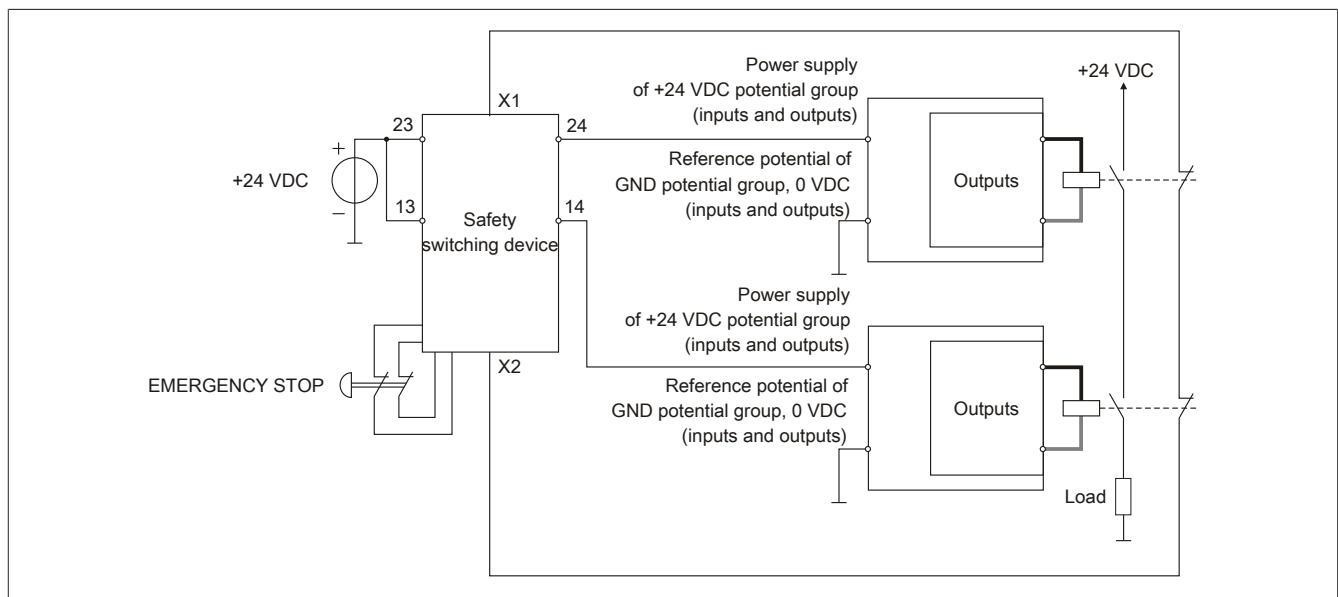 Power supply
of +24 VDC potential group
(inputs and outputs)
+24 VDC
X1
23
24
+
+24 VDC
−
Reference potential of
GND potential group, 0 VDC
(inputs and outputs)
Outputs
13
14
Safety
switching device
Power supply
of +24 VDC potential group
(inputs and outputs)
X2
EMERGENCY STOP
Reference potential of
GND potential group, 0 VDC
(inputs and outputs)
Outputs
Load